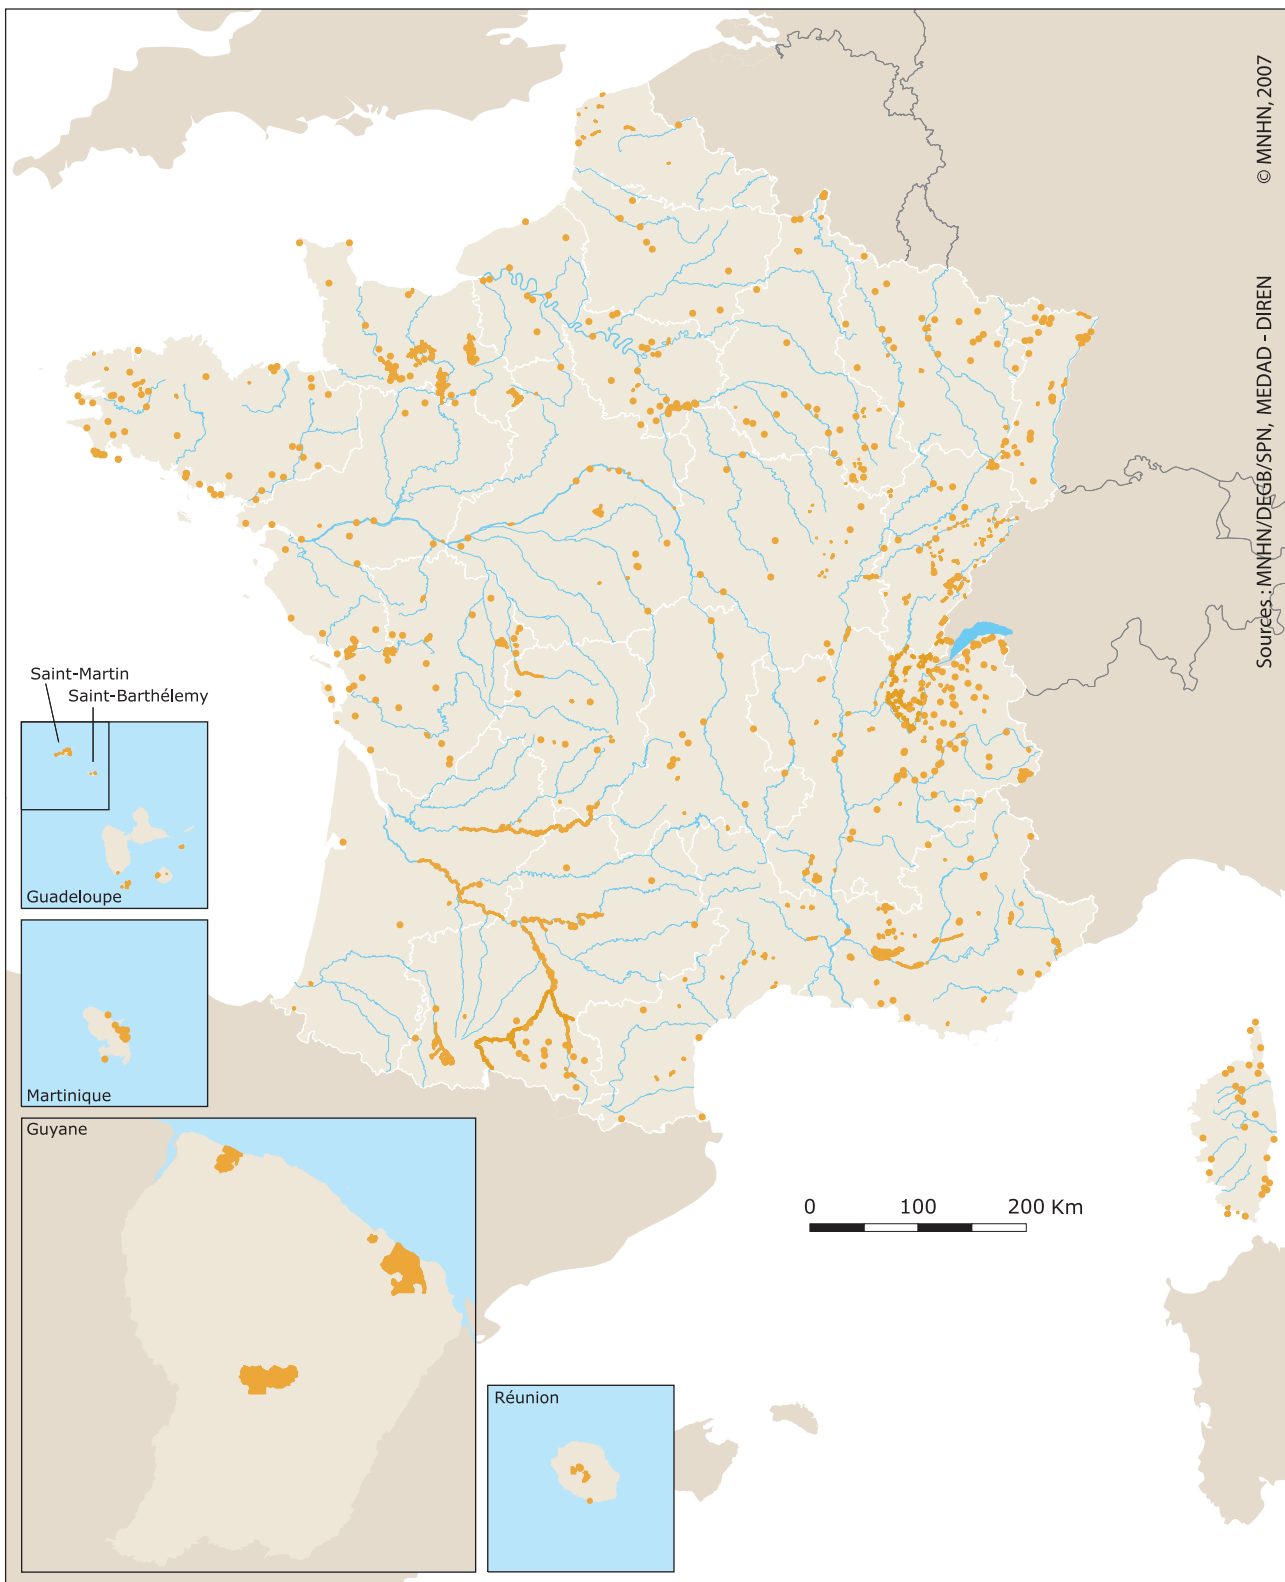 © MNHN, 2007
Sources : MNHN/DEGB/SPN, MEDAD - DIREN
Saint-Martin
Saint-Barthélemy
Guadeloupe
Martinique
Guyane
0 100 200 Km
Réunion